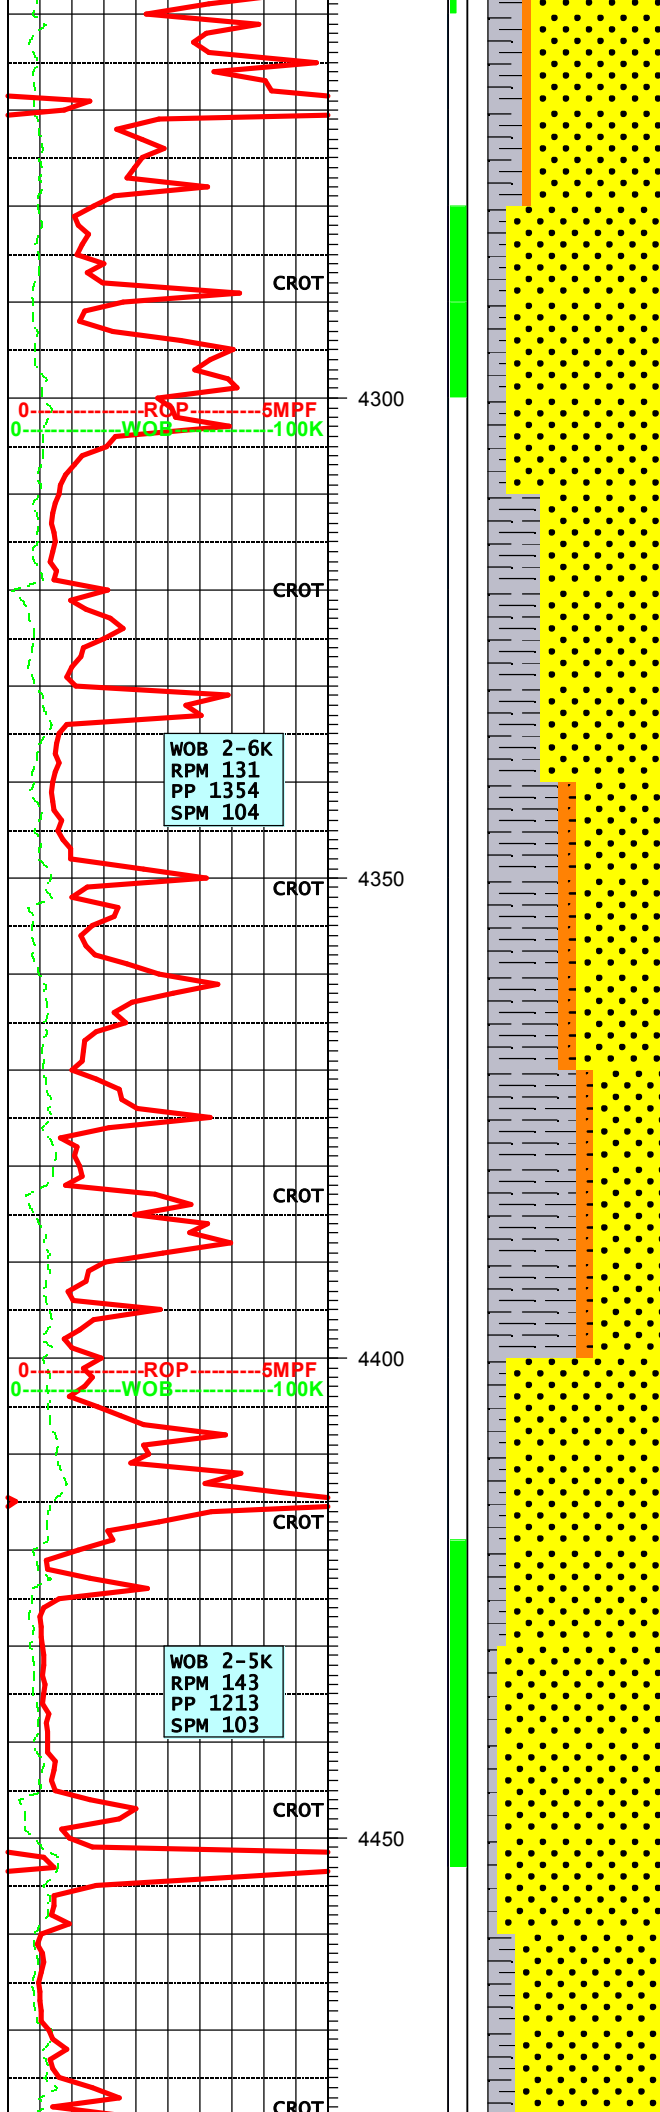 CROT
4300
0 ROP 5MPF
0 WOB 100K
CROT
WOB 2-6K
RPM 131
PP 1354
SPM 104
4350
CROT
CROT
4400
0 ROP 5MPF
0 WOB 100K
CROT
WOB 2-5K
RPM 143
PP 1213
SPM 103
CROT
4450
CROT